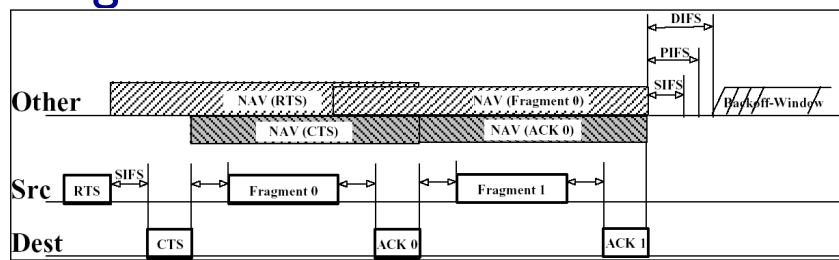 DIFS
PIFS
SIFS
Other
NAV (RTS)
NAV (Fragment 0)
Backoff-Window
NAV (CTS)
NAV (ACK 0)
SIFS
Src
RTS
Fragment 0
Fragment 1
Dest
CTS
ACK 0
ACK 1